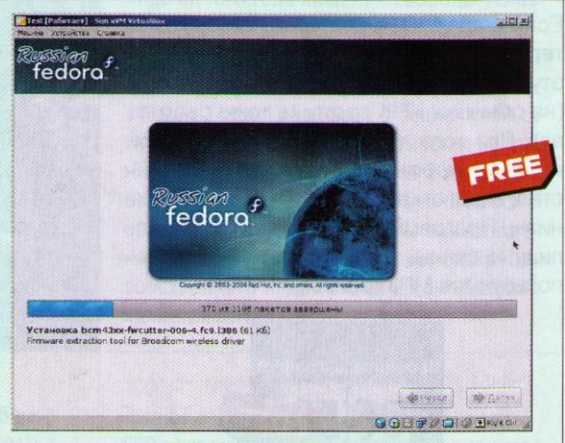 Test [Работает] - Sun xVM VirtualBox
Машина Устройства Справка
Russian
fedora
FREE
Russian
fedora
Copyright © 2003-2008 Red Hat, Inc. and others. All rights reserved.
370 из 1186 пакетов завершены
Установка bcm43xx-fwcutter-006-4.fc9.i386 (61 КБ)
Firmware extraction tool for Broadcom wireless driver
Назад Далее
Right Ctrl